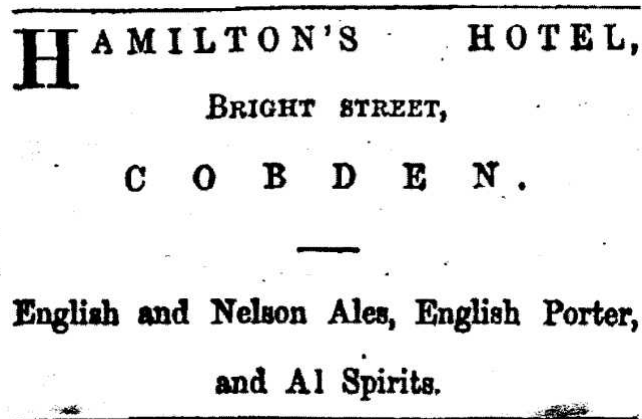 HAMILTON'S HOTEL,
BRIGHT STREET,
COBDEN.
English and Nelson Ales, English Porter,
and A1 Spirits.